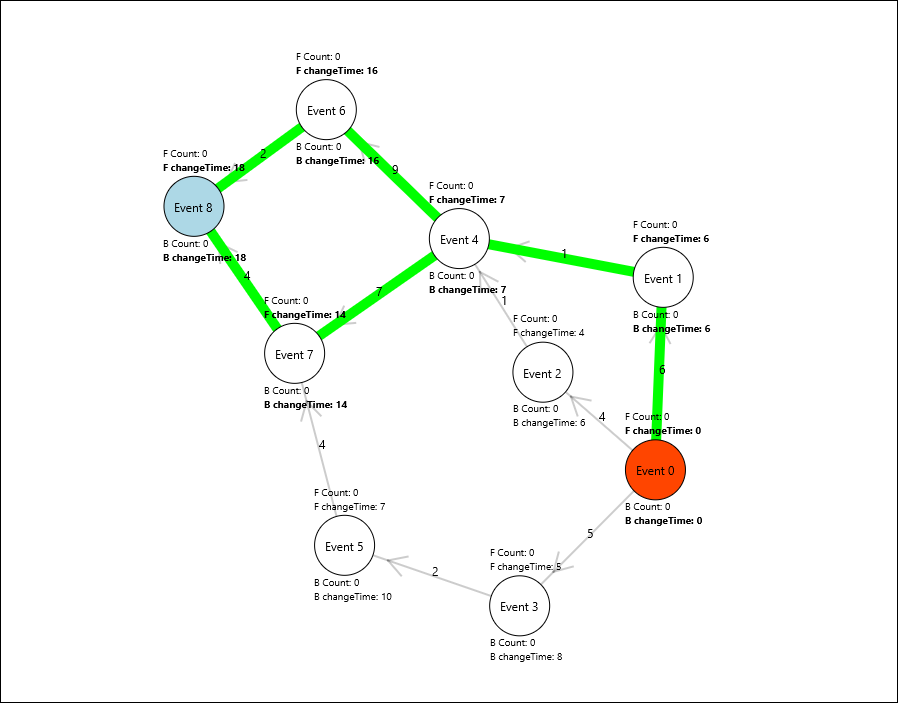 F Count: 0
F changeTime: 16
Event 6
B Count: 0
B changeTime: 16
2
9
F Count: 0
F changeTime: 18
Event 8
B Count: 0
B changeTime: 18
F Count: 0
F changeTime: 7
Event 4
B Count: 0
B changeTime: 7
1
F Count: 0
F changeTime: 6
Event 1
B Count: 0
B changeTime: 6
4
7
1
F Count: 0
F changeTime: 14
Event 7
B Count: 0
B changeTime: 14
F Count: 0
F changeTime: 4
Event 2
B Count: 0
B changeTime: 6
6
4
F Count: 0
F changeTime: 0
Event 0
B Count: 0
B changeTime: 0
4
5
F Count: 0
F changeTime: 7
Event 5
B Count: 0
B changeTime: 10
2
F Count: 0
F changeTime: 5
Event 3
B Count: 0
B changeTime: 8